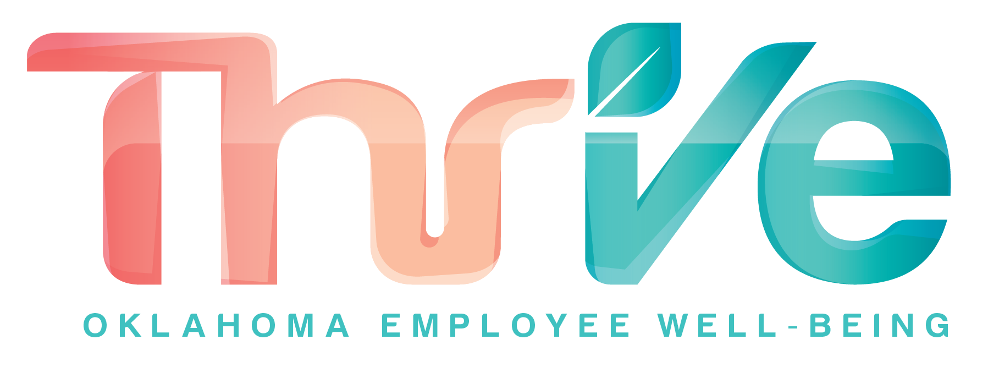 Thrive
OKLAHOMA EMPLOYEE WELL-BEING